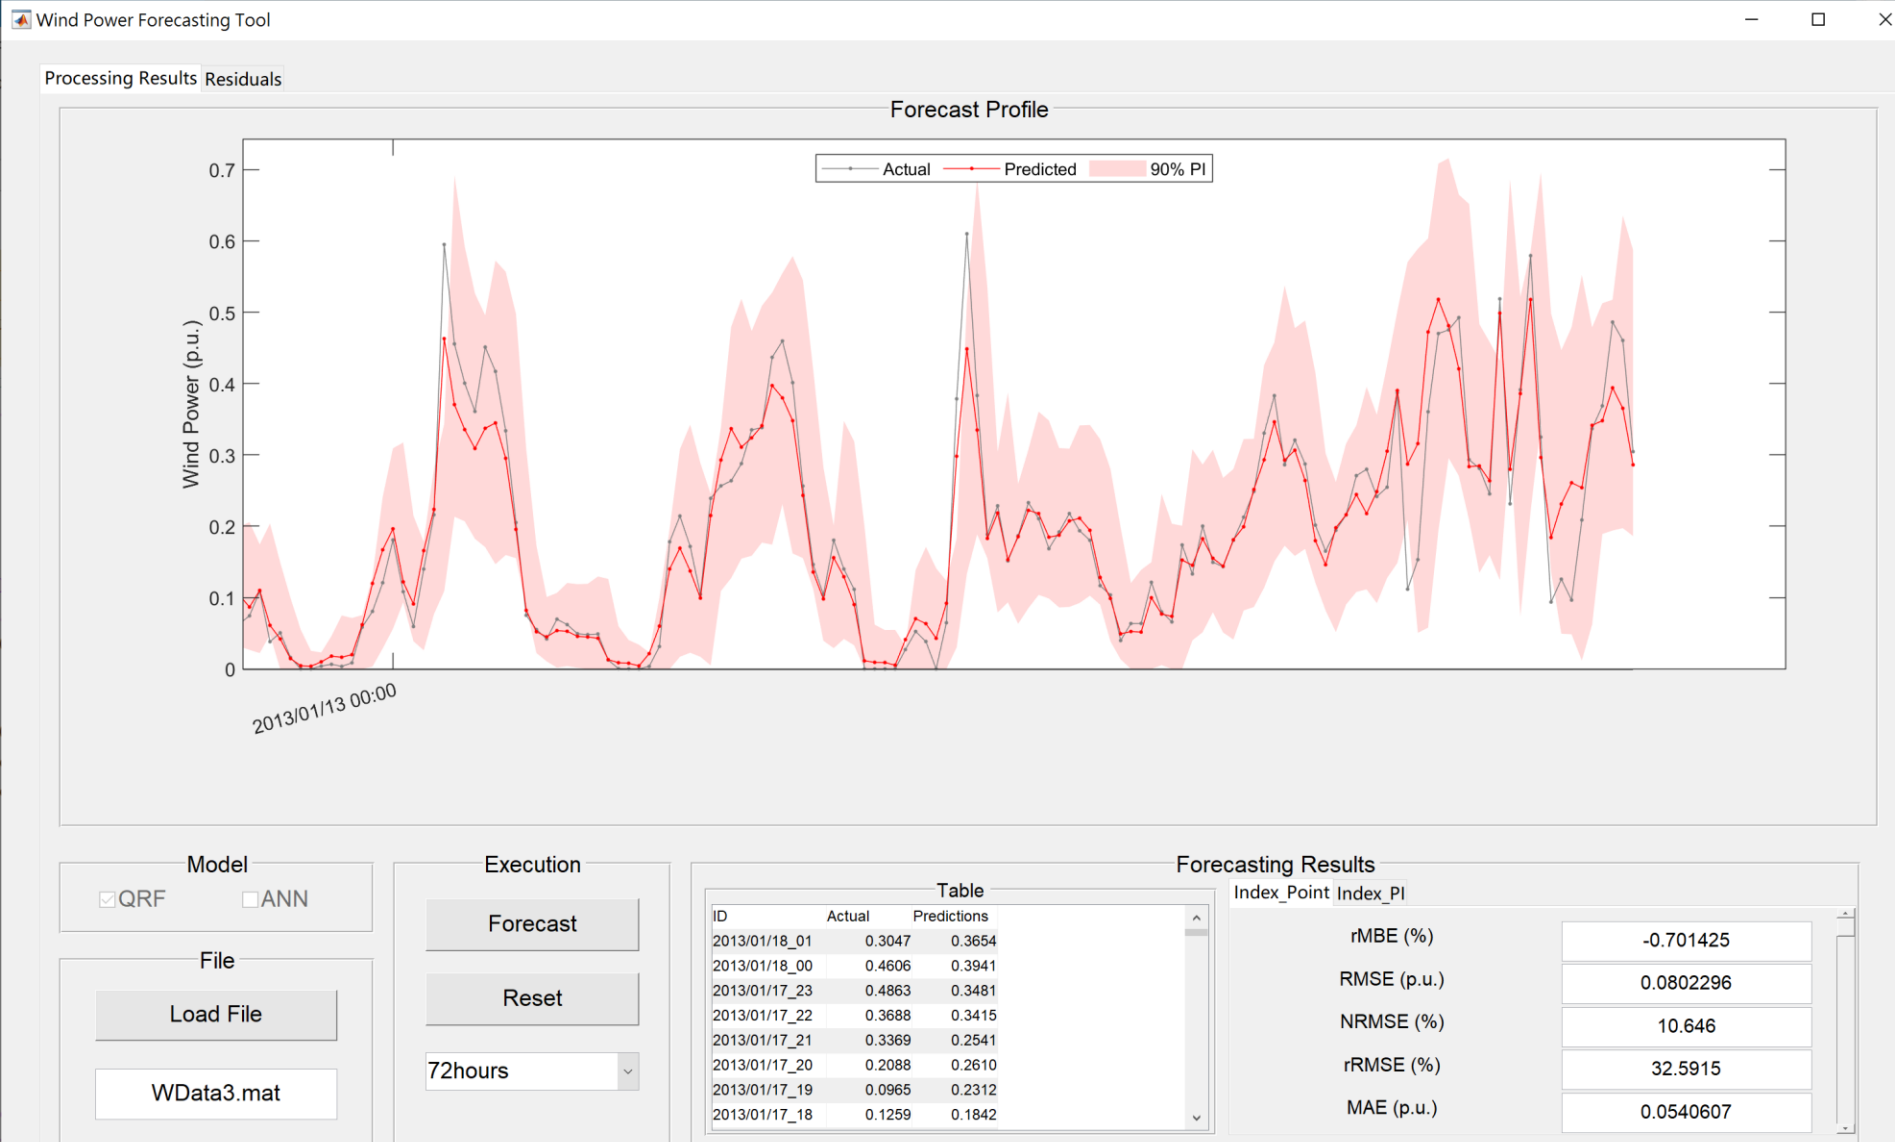 Wind Power Forecasting Tool
Processing Results Residuals
Forecast Profile
Actual Predicted 90% PI
0.7
0.6
0.5
0.4
0.3
0.2
0.1
0
Wind Power (p.u.)
2013/01/13 00:00
Model
QRF ANN
File
Load File
WData3.mat
Execution
Forecast
Reset
72hours
Forecasting Results
Table
ID Actual Predictions
2013/01/18_01 0.3047 0.3654
2013/01/18_00 0.4606 0.3941
2013/01/17_23 0.4863 0.3481
2013/01/17_22 0.3688 0.3415
2013/01/17_21 0.3369 0.2541
2013/01/17_20 0.2088 0.2610
2013/01/17_19 0.0965 0.2312
2013/01/17_18 0.1259 0.1842
Index_Point Index_PI
rMBE (%) -0.701425
RMSE (p.u.) 0.0802296
NRMSE (%) 10.646
rRMSE (%) 32.5915
MAE (p.u.) 0.0540607